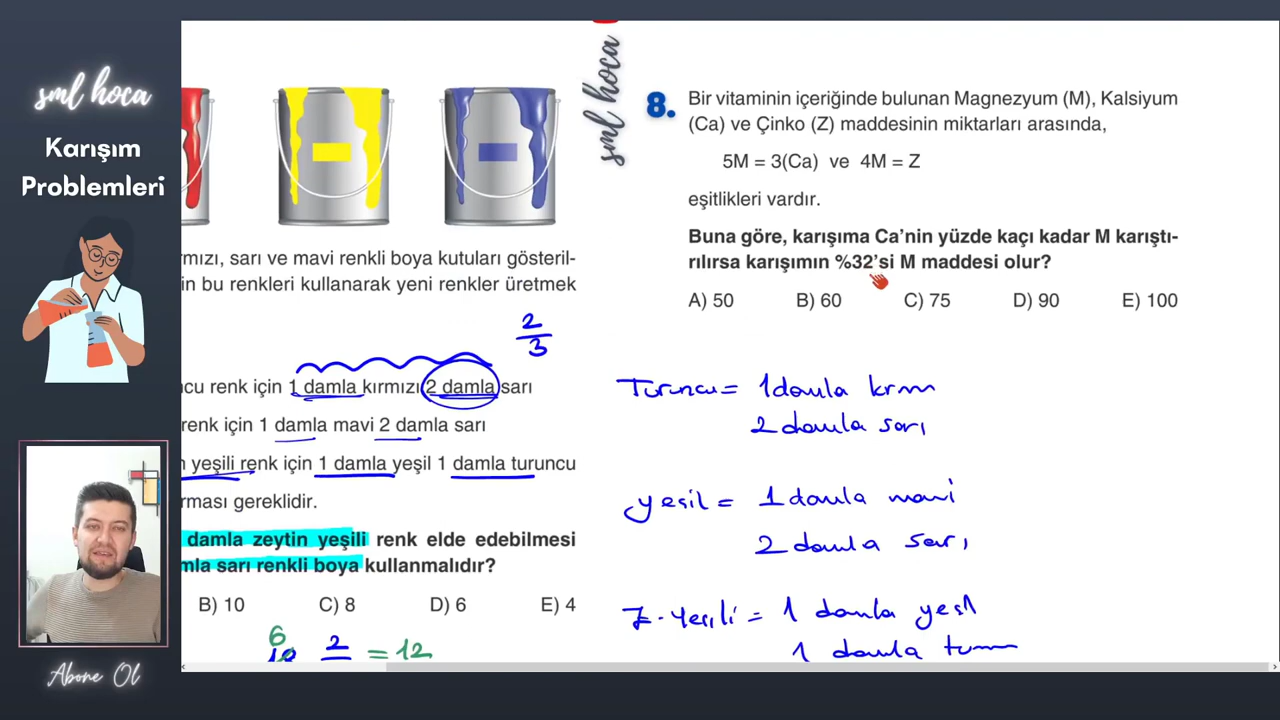 sml hoca
Karışım
Problemleri
Abone Ol
sml hoca
rmızı, sarı ve mavi renkli boya kutuları gösteril-
in bu renkleri kullanarak yeni renkler üretmek
2
3
ncu renk için 1 damla kırmızı 2 damla sarı
renk için 1 damla mavi 2 damla sarı
n yeşili renk için 1 damla yeşil 1 damla turuncu
rması gereklidir.
damla zeytin yeşili renk elde edebilmesi
mla sarı renkli boya kullanmalıdır?
B) 10 C) 8 D) 6 E) 4
6
2
= 12
8.
Bir vitaminin içeriğinde bulunan Magnezyum (M), Kalsiyum
(Ca) ve Çinko (Z) maddesinin miktarları arasında,
5M = 3(Ca) ve 4M = Z
eşitlikleri vardır.
Buna göre, karışıma Ca'nin yüzde kaçı kadar M karıştı-
rılırsa karışımın %32'si M maddesi olur?
A) 50 B) 60 C) 75 D) 90 E) 100
Turuncu = 1 damla kırm
2 damla sarı
yeşil = 1 damla mavi
2 damla sarı
Z. Yeşili = 1 damla yeşil
1 damla turun